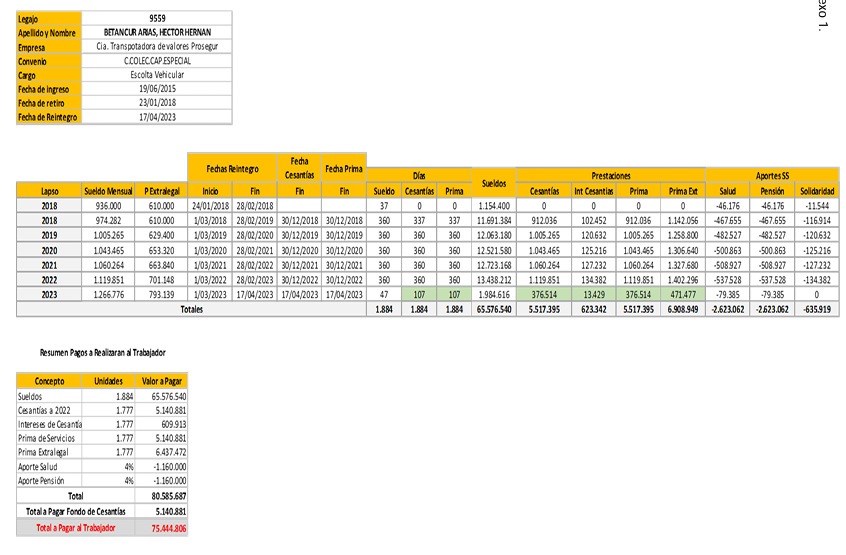 exo 1.
Legajo 9559
Apellido y Nombre BETANCUR ARIAS, HECTOR HERNAN
Empresa Cia. Transpotadora de valores Prosegur
Convenio C.COLEC.CAP.ESPECIAL
Cargo Escolta Vehicular
Fecha de ingreso 19/06/2015
Fecha de retiro 23/01/2018
Fecha de Reintegro 17/04/2023
Fechas Reintegro Fecha Cesantías Fecha Prima Días Sueldos Prestaciones Aportes SS
Lapso Sueldo Mensual P Extralegal Inicio Fin Fin Fin Sueldo Cesantías Prima Cesantías Int Cesantias Prima Prima Ext Salud Pensión Solidaridad
2018 936.000 610.000 24/01/2018 28/02/2018 37 0 0 1.154.400 0 0 0 0 -46.176 -46.176 -11.544
2018 974.282 610.000 1/03/2018 28/02/2019 30/12/2018 30/12/2018 360 337 337 11.691.384 912.036 102.452 912.036 1.142.056 -467.655 -467.655 -116.914
2019 1.005.265 629.400 1/03/2019 28/02/2020 30/12/2019 30/12/2019 360 360 360 12.063.180 1.005.265 120.632 1.005.265 1.258.800 -482.527 -482.527 -120.632
2020 1.043.465 653.320 1/03/2020 28/02/2021 30/12/2020 30/12/2020 360 360 360 12.521.580 1.043.465 125.216 1.043.465 1.306.640 -500.863 -500.863 -125.216
2021 1.060.264 663.840 1/03/2021 28/02/2022 30/12/2021 30/12/2021 360 360 360 12.723.168 1.060.264 127.232 1.060.264 1.327.680 -508.927 -508.927 -127.232
2022 1.119.851 701.148 1/03/2022 28/02/2023 30/12/2022 30/12/2022 360 360 360 13.438.212 1.119.851 134.382 1.119.851 1.402.296 -537.528 -537.528 -134.382
2023 1.266.776 793.139 1/03/2023 17/04/2023 17/04/2023 17/04/2023 47 107 107 1.984.616 376.514 13.429 376.514 471.477 -79.385 -79.385 0
Totales 1.884 1.884 1.884 65.576.540 5.517.395 623.342 5.517.395 6.908.949 -2.623.062 -2.623.062 -635.919
Resumen Pagos a Realizaran al Trabajador
Concepto Unidades Valor a Pagar
Sueldos 1.884 65.576.540
Cesantías a 2022 1.777 5.140.881
Intereses de Cesantía 1.777 609.913
Prima de Servicios 1.777 5.140.881
Prima Extralegal 1.777 6.437.472
Aporte Salud 4% -1.160.000
Aporte Pensión 4% -1.160.000
Total 80.585.687
Total a Pagar Fondo de Cesantías 5.140.881
Total a Pagar al Trabajador 75.444.806